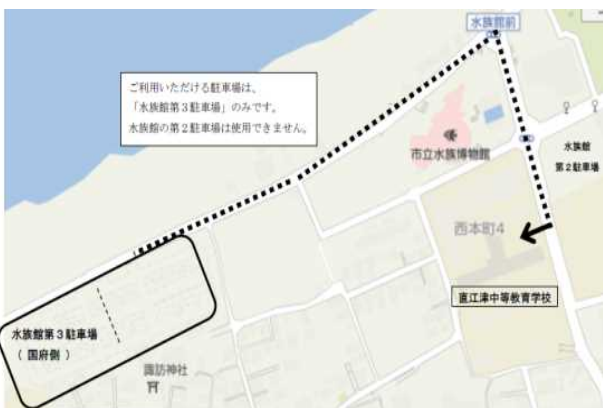 水族館前
ご利用いただける駐車場は、
「水族館第3駐車場」のみです。
水族館の第2駐車場は使用できません。
市立水族博物館
水族館
第2駐車場
西本町4
直江津中等教育学校
水族館第3駐車場
( 国府側 )
諏訪神社